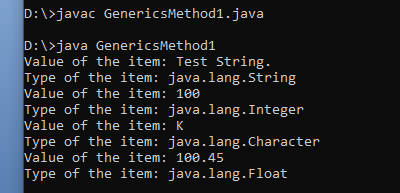 D:\>javac GenericsMethod1.java
D:\>java GenericsMethod1
Value of the item: Test String.
Type of the item: java.lang.String
Value of the item: 100
Type of the item: java.lang.Integer
Value of the item: K
Type of the item: java.lang.Character
Value of the item: 100.45
Type of the item: java.lang.Float